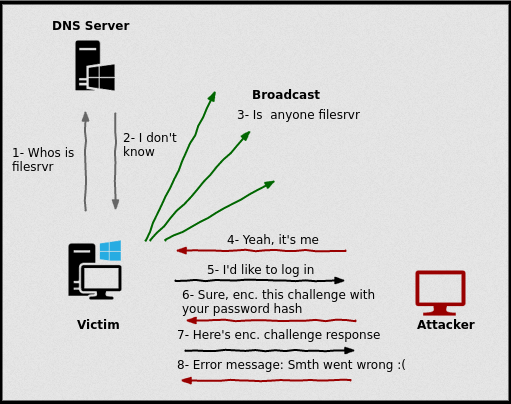 DNS Server
Broadcast
3- Is  anyone filesrvr
1- Whos is
filesrvr
2- I don't
know
4- Yeah, it's me
5- I'd like to log in
6- Sure, enc. this challenge with
your password hash
7- Here's enc. challenge response
8- Error message: Smth went wrong :(
Victim
Attacker